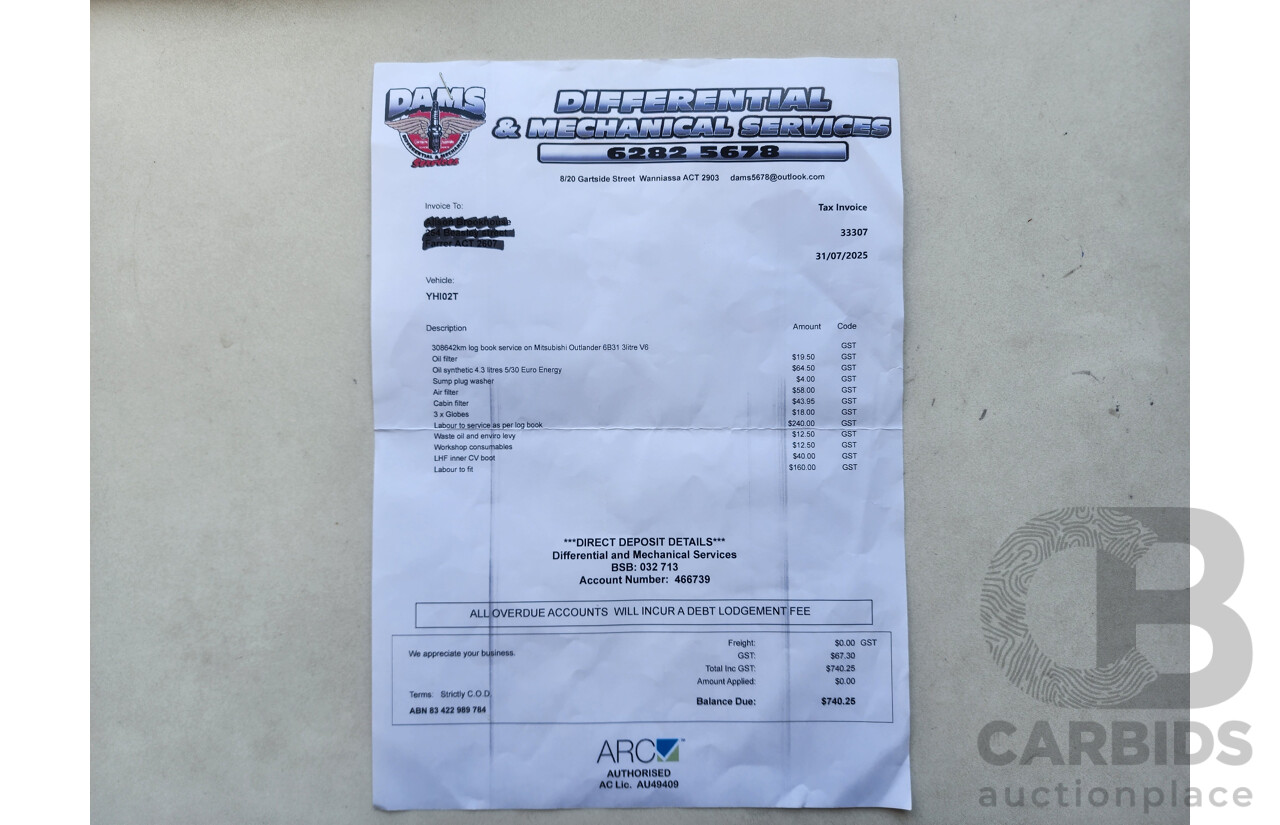 DAMS
DIFFERENTIAL & MECHANICAL
Services
DIFFERENTIAL
& MECHANICAL SERVICES
6282 5678
8/20 Gartside Street Wanniassa ACT 2903 dams5678@outlook.com
Invoice To:
Tax Invoice
33307
31/07/2025
Vehicle:
YHI02T
Description Amount Code
308642km log book service on Mitsubishi Outlander 6B31 3litre V6 GST
Oil filter $19.50 GST
Oil synthetic 4.3 litres 5/30 Euro Energy $64.50 GST
Sump plug washer $4.00 GST
Air filter $58.00 GST
Cabin filter $43.95 GST
3 x Globes $18.00 GST
Labour to service as per log book $240.00 GST
Waste oil and enviro levy $12.50 GST
Workshop consumables $12.50 GST
LHF inner CV boot $40.00 GST
Labour to fit $160.00 GST
***DIRECT DEPOSIT DETAILS***
Differential and Mechanical Services
BSB: 032 713
Account Number: 466739
ALL OVERDUE ACCOUNTS WILL INCUR A DEBT LODGEMENT FEE
We appreciate your business.
Terms: Strictly C.O.D
ABN 83 422 989 784
Freight: $0.00 GST
GST: $67.30
Total Inc GST: $740.25
Amount Applied: $0.00
Balance Due: $740.25
ARC
AUTHORISED
AC Lic. AU49409
CB
CARBIDS
auctionplace